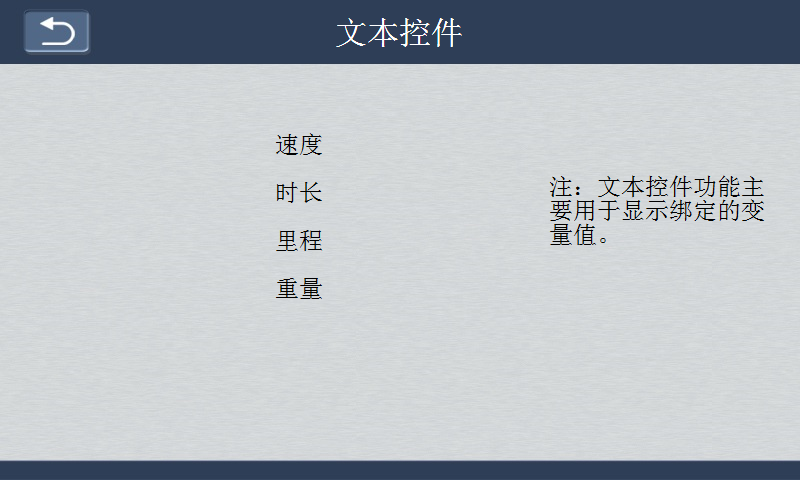 文本控件
速度
时长
里程
重量
注：文本控件功能主
要用于显示绑定的变
量值。